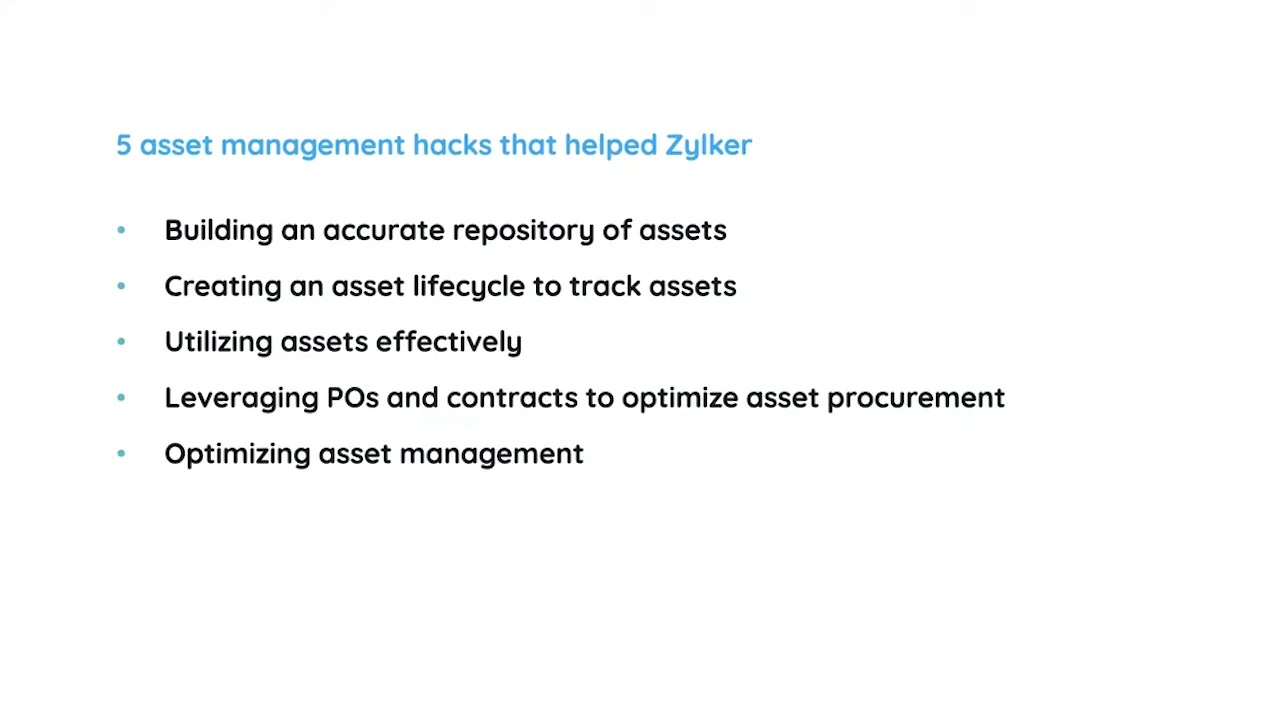 5 asset management hacks that helped Zylker
• Building an accurate repository of assets
• Creating an asset lifecycle to track assets
• Utilizing assets effectively
• Leveraging POs and contracts to optimize asset procurement
• Optimizing asset management